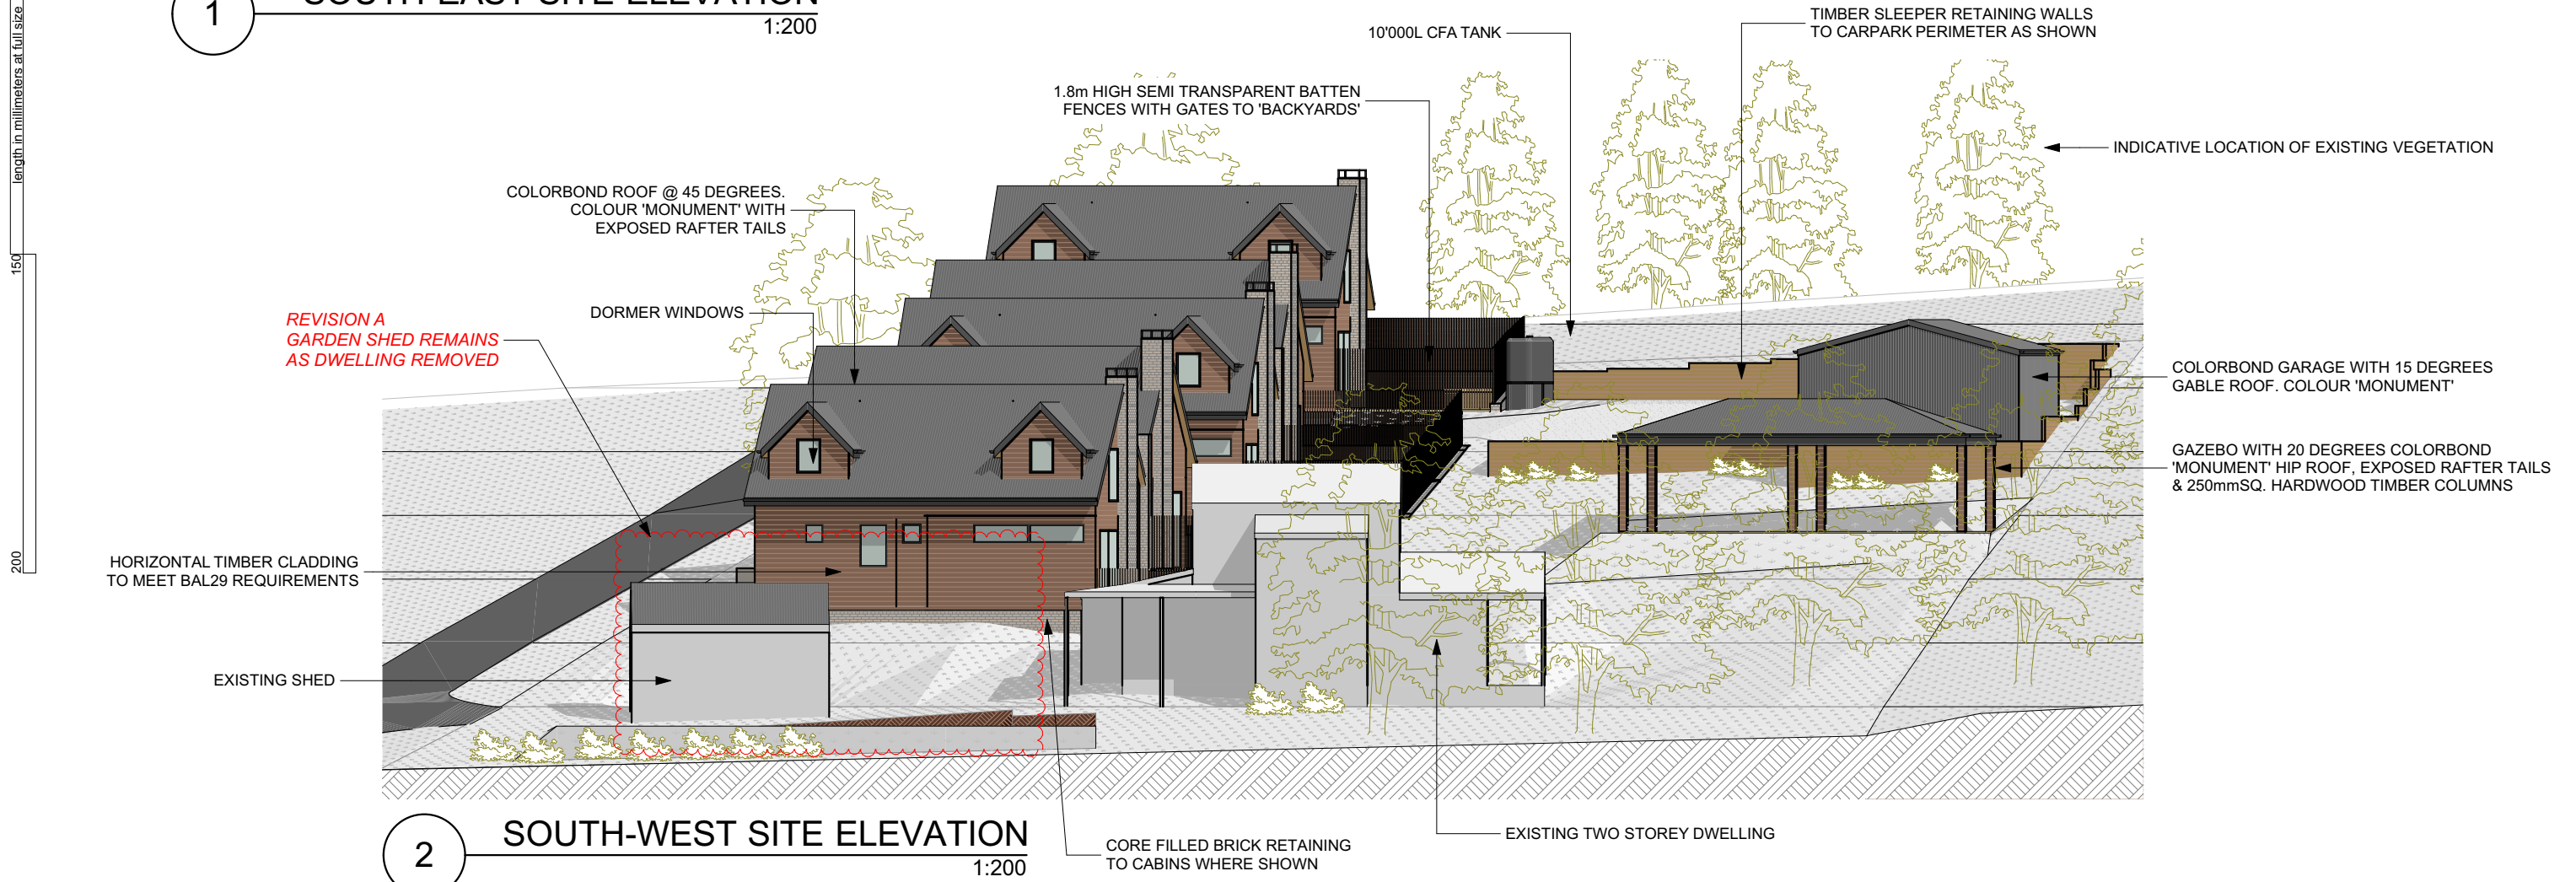 length in millimeters at full size
150
200
1
SOUTH EAST SITE ELEVATION
1:200
10'000L CFA TANK
TIMBER SLEEPER RETAINING WALLS
TO CARPARK PERIMETER AS SHOWN
1.8m HIGH SEMI TRANSPARENT BATTEN
FENCES WITH GATES TO 'BACKYARDS'
INDICATIVE LOCATION OF EXISTING VEGETATION
COLORBOND ROOF @ 45 DEGREES.
COLOUR 'MONUMENT' WITH
EXPOSED RAFTER TAILS
DORMER WINDOWS
REVISION A
GARDEN SHED REMAINS
AS DWELLING REMOVED
COLORBOND GARAGE WITH 15 DEGREES
GABLE ROOF. COLOUR 'MONUMENT'
GAZEBO WITH 20 DEGREES COLORBOND
'MONUMENT' HIP ROOF, EXPOSED RAFTER TAILS
& 250mmSQ. HARDWOOD TIMBER COLUMNS
HORIZONTAL TIMBER CLADDING
TO MEET BAL29 REQUIREMENTS
EXISTING SHED
2
SOUTH-WEST SITE ELEVATION
1:200
CORE FILLED BRICK RETAINING
TO CABINS WHERE SHOWN
EXISTING TWO STOREY DWELLING